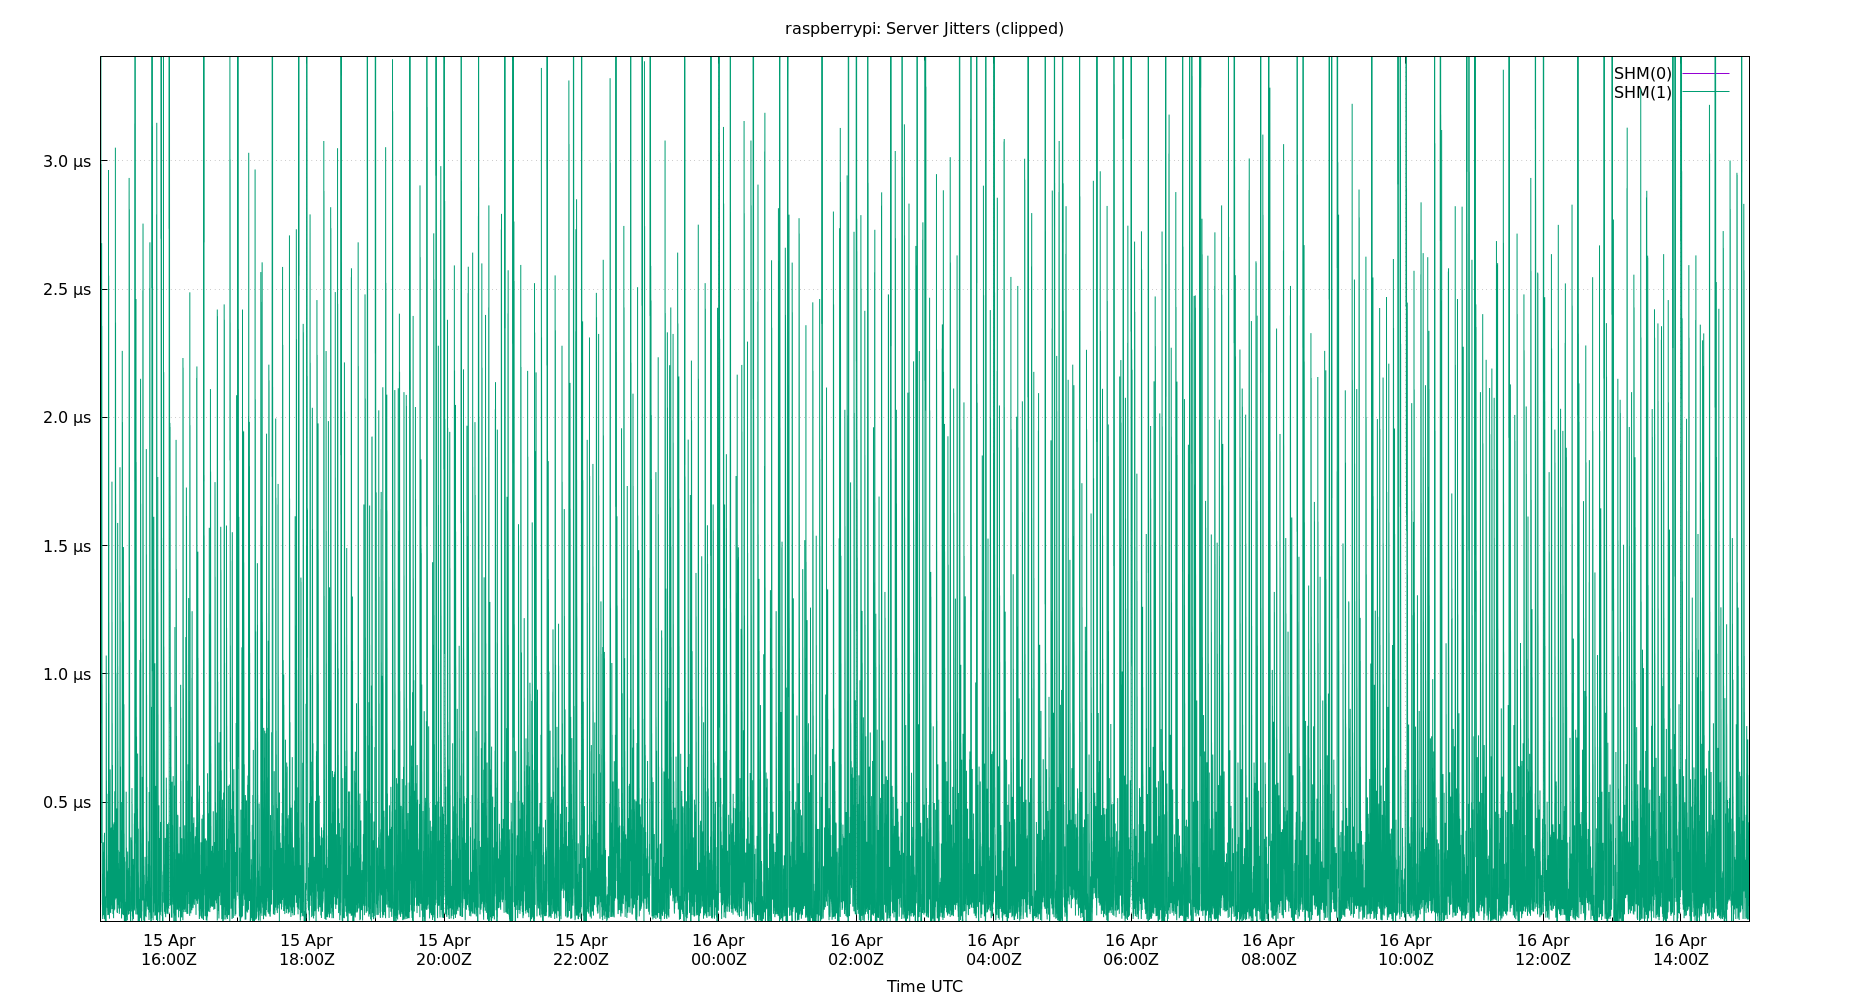 raspberrypi: Server Jitters (clipped)
SHM(0)
SHM(1)
3.0 µs
2.5 µs
2.0 µs
1.5 µs
1.0 µs
0.5 µs
15 Apr 15 Apr 15 Apr 15 Apr 16 Apr 16 Apr 16 Apr 16 Apr 16 Apr 16 Apr 16 Apr 16 Apr
16:00Z 18:00Z 20:00Z 22:00Z 00:00Z 02:00Z 04:00Z 06:00Z 08:00Z 10:00Z 12:00Z 14:00Z
Time UTC